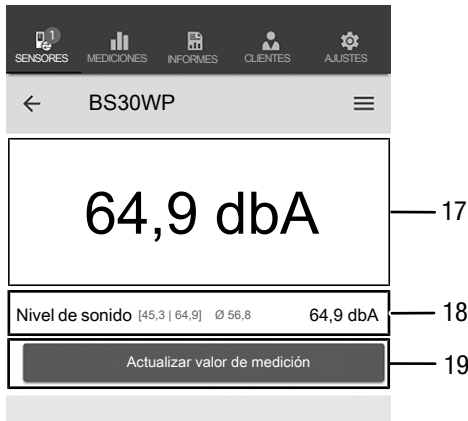 1
SENSORES MEDICIONES INFORMES CLIENTES AJUSTES
BS30WP
64,9 dbA
17
Nivel de sonido [45,3 | 64,9] Ø 56,8 64,9 dbA
18
Actualizar valor de medición
19